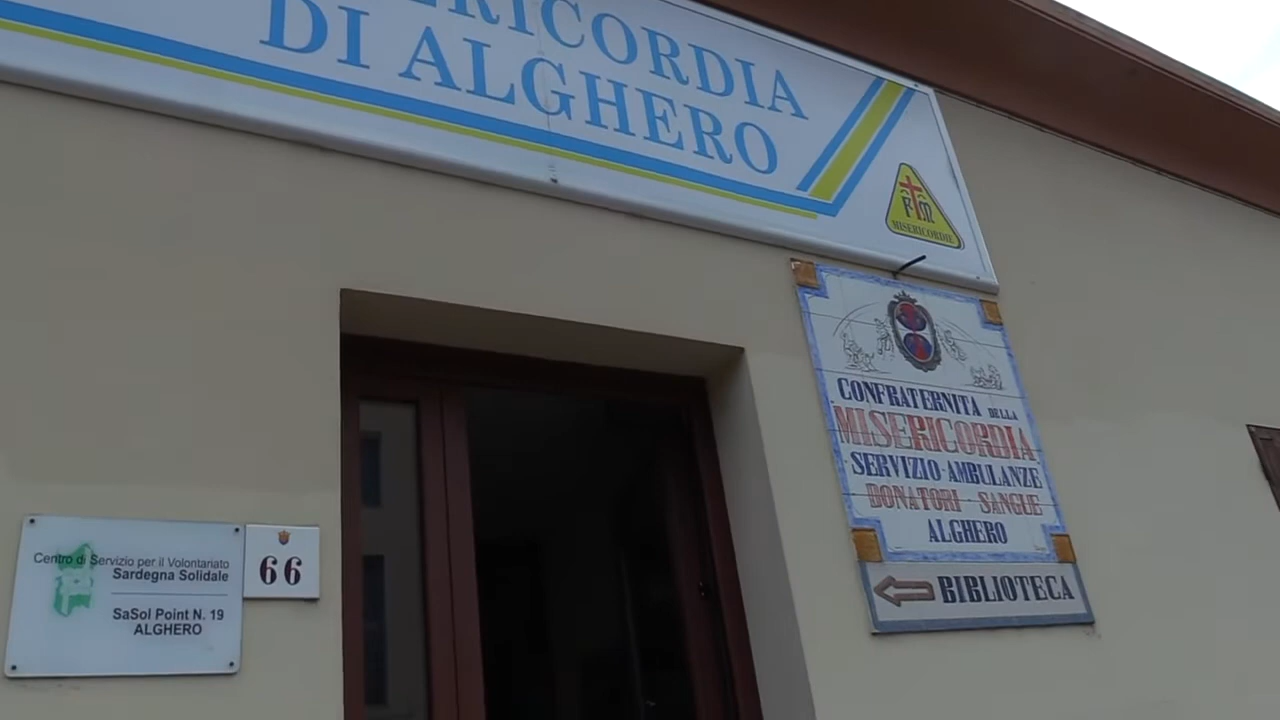 ERICORDIA
DI ALGHERO
F M
MISERICORDIE
CONFRATERNITA DELLA
MISERICORDIA
SERVIZIO · AMBULANZE
DONATORI · SANGUE
ALGHERO
BIBLIOTECA
Centro di Servizio per il Volontariato
Sardegna Solidale
SaSol Point N. 19
ALGHERO
66